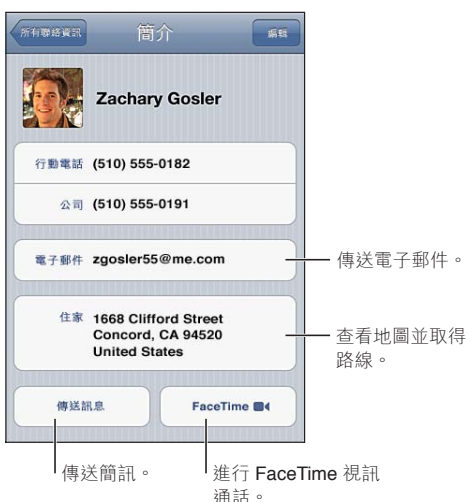 所有聯絡資訊 簡介 編輯
Zachary Gosler
行動電話 (510) 555-0182
公司 (510) 555-0191
電子郵件 zgosler55@me.com
傳送電子郵件。
住家 1668 Clifford Street
Concord, CA 94520
United States
查看地圖並取得
路線。
傳送訊息 FaceTime
傳送簡訊。
進行 FaceTime 視訊
通話。